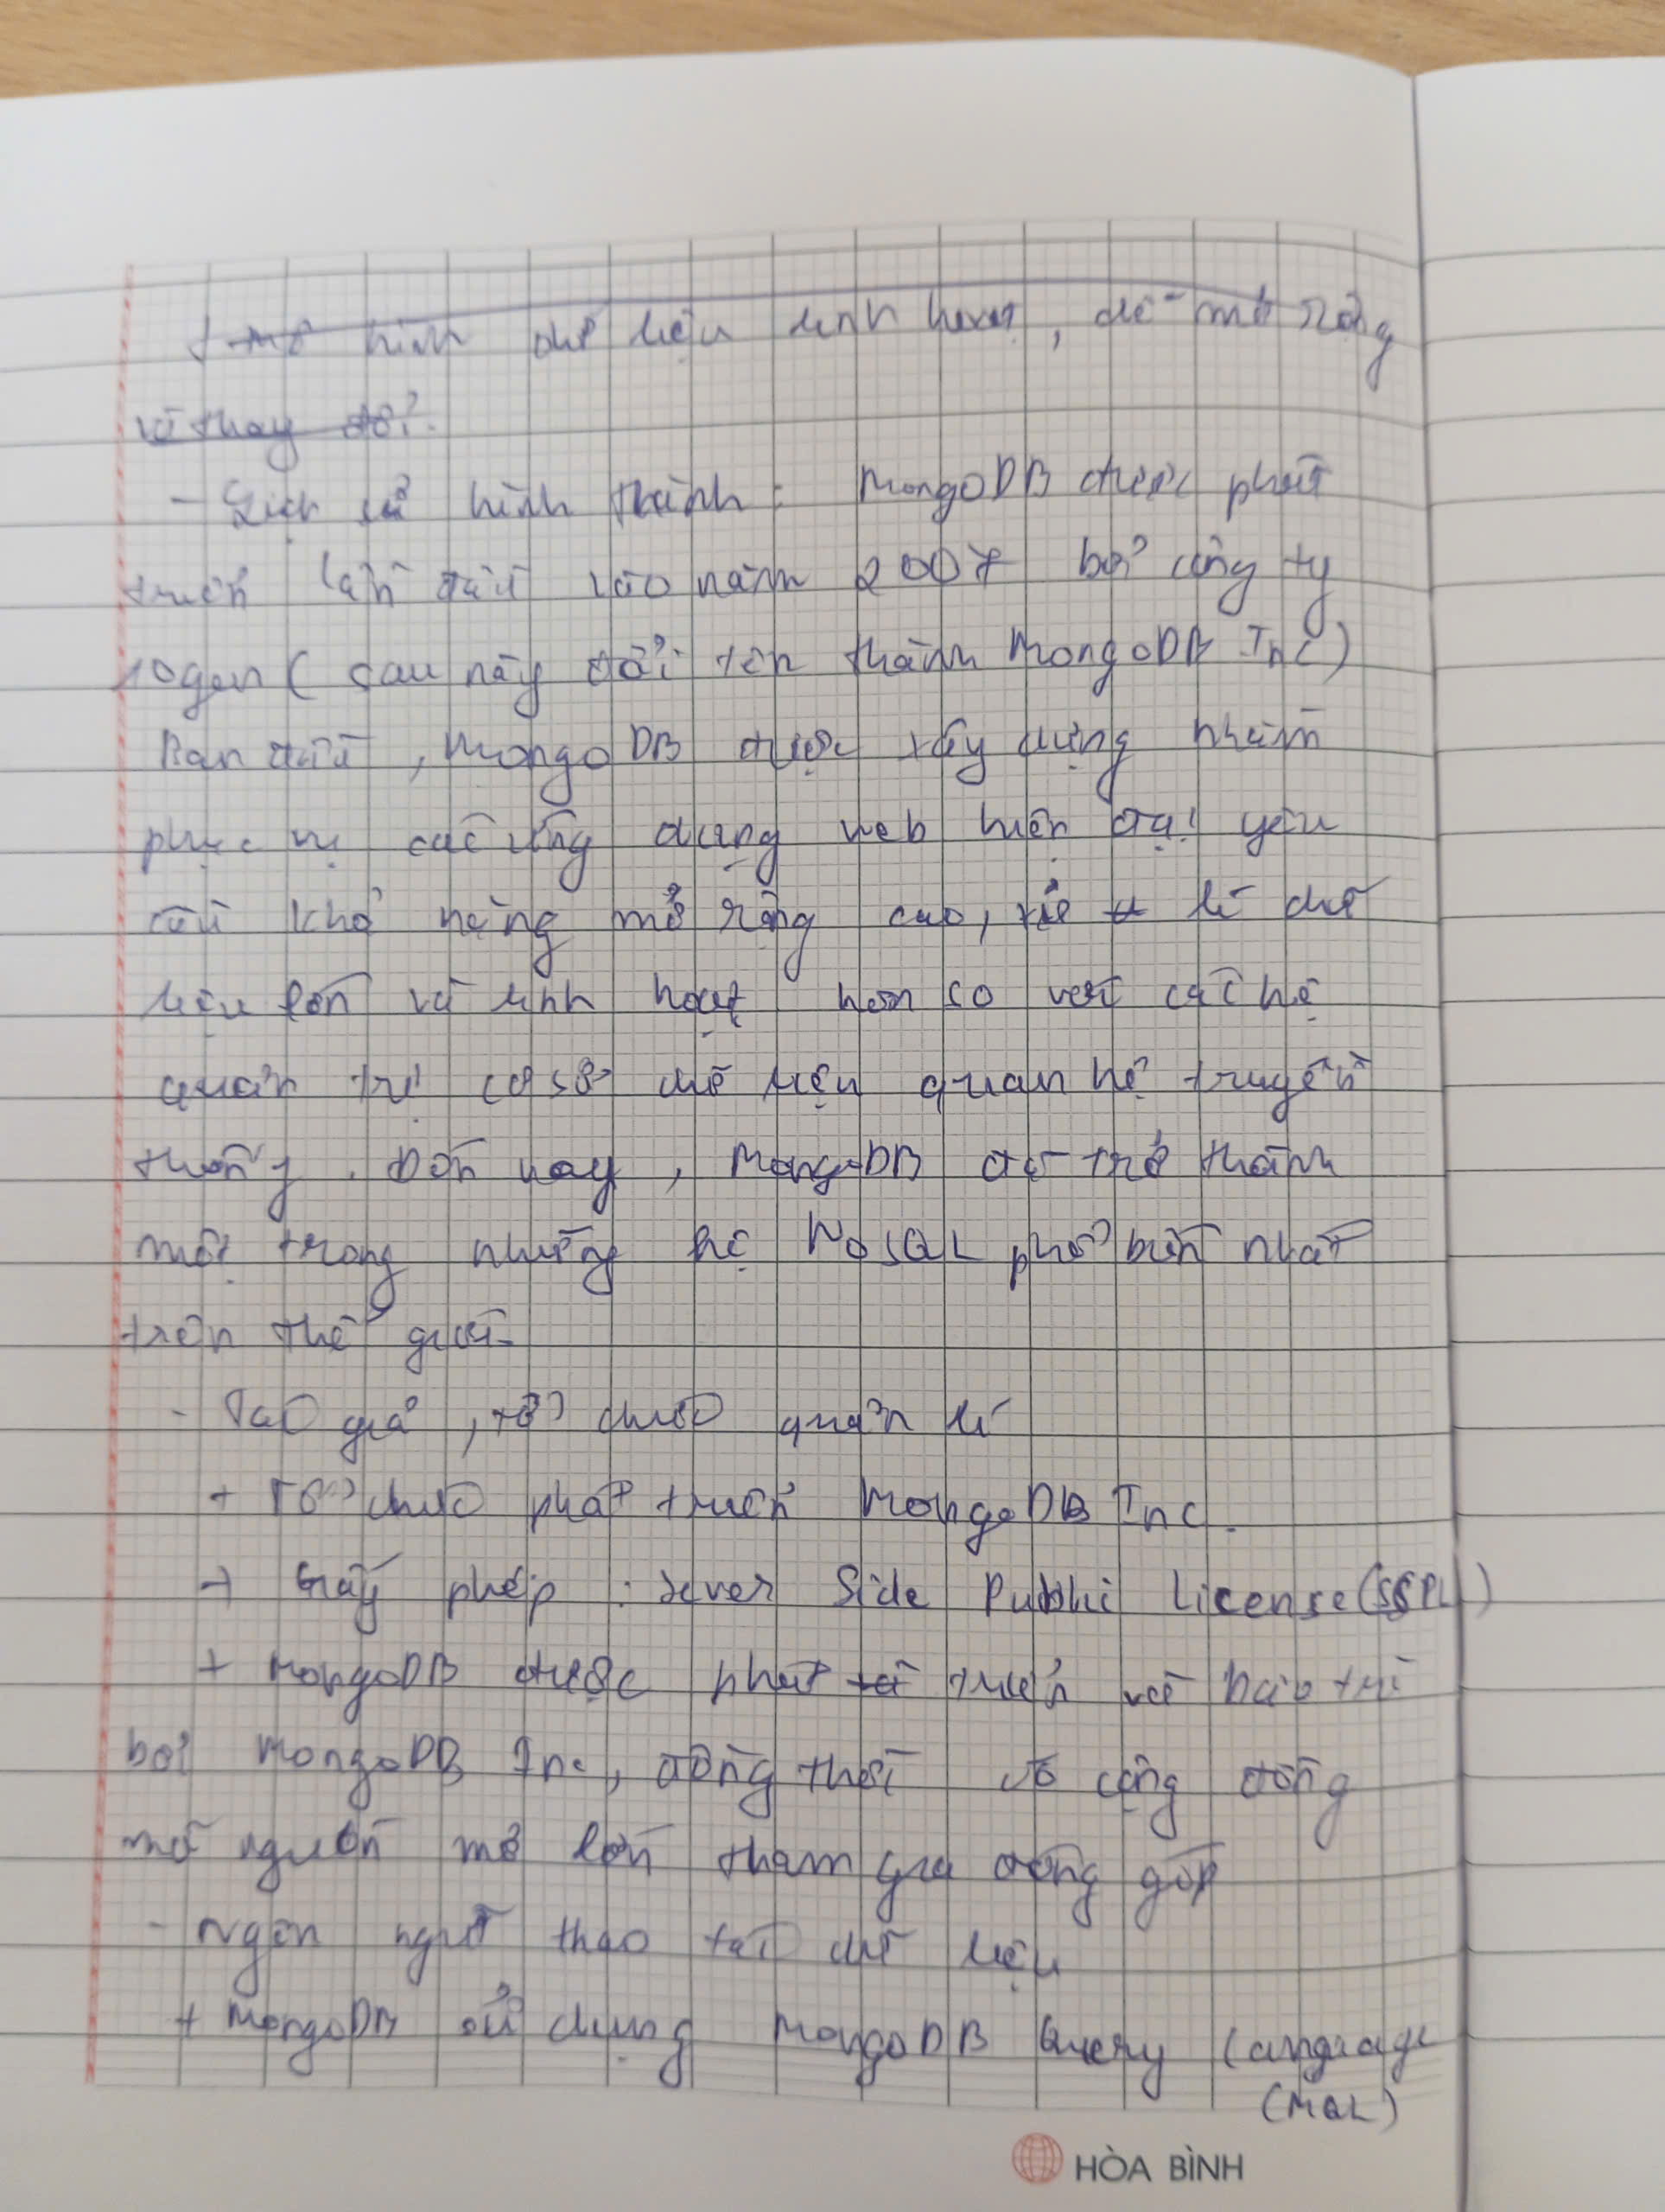 + mô hình dữ liệu linh hoạt, dễ mở rộng
và thay đổi.
- Lịch sử hình thành : MongoDB được phát
triển lần đầu vào năm 2007 bởi công ty
10gen ( sau này đổi tên thành MongoDB Inc)
Ban đầu , MongoDB được xây dựng nhằm
phục vụ các ứng dụng web hiện đại yêu
cầu khả năng mở rộng cao, xử lí dữ
liệu lớn và linh hoạt hơn so với các hệ
quản trị cơ sở dữ liệu quan hệ truyền
thống . Đến nay , MongoDB đã trở thành
một trong những hệ NoSQL phổ biến nhất
trên thế giới.
- Tác giả , tổ chức quản lí
+ Tổ chức phát triển MongoDB Inc.
+ Giấy phép : Sever Side Publi License (SSPL)
+ MongoDB được phát triển và bảo trì
bởi MongoDB Inc, đồng thời có cộng đồng
mã nguồn mở lớn tham gia đóng góp
- Ngôn ngữ thao tác dữ liệu
+ MongoDB sử dụng MongoDB Query Language
(MQL)
HÒA BÌNH